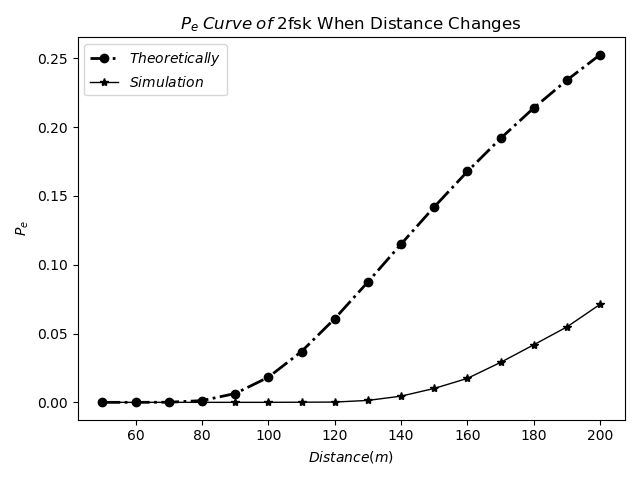 P_e Curve of 2fsk When Distance Changes
Theoretically
Simulation
0.25
0.20
0.15
0.10
0.05
0.00
P_e
60 80 100 120 140 160 180 200
Distance(m)